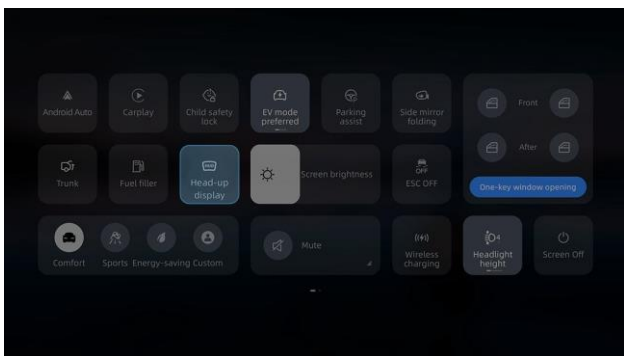 Android Auto
Carplay
Child safety
lock
EV mode
preferred
Parking
assist
Side mirror
folding
Front
After
Trunk
Fuel filler
Head-up
display
Screen brightness
OFF
ESC OFF
One-key window opening
Comfort
Sports
Energy-saving
Custom
Mute
Wireless
charging
Headlight
height
Screen Off